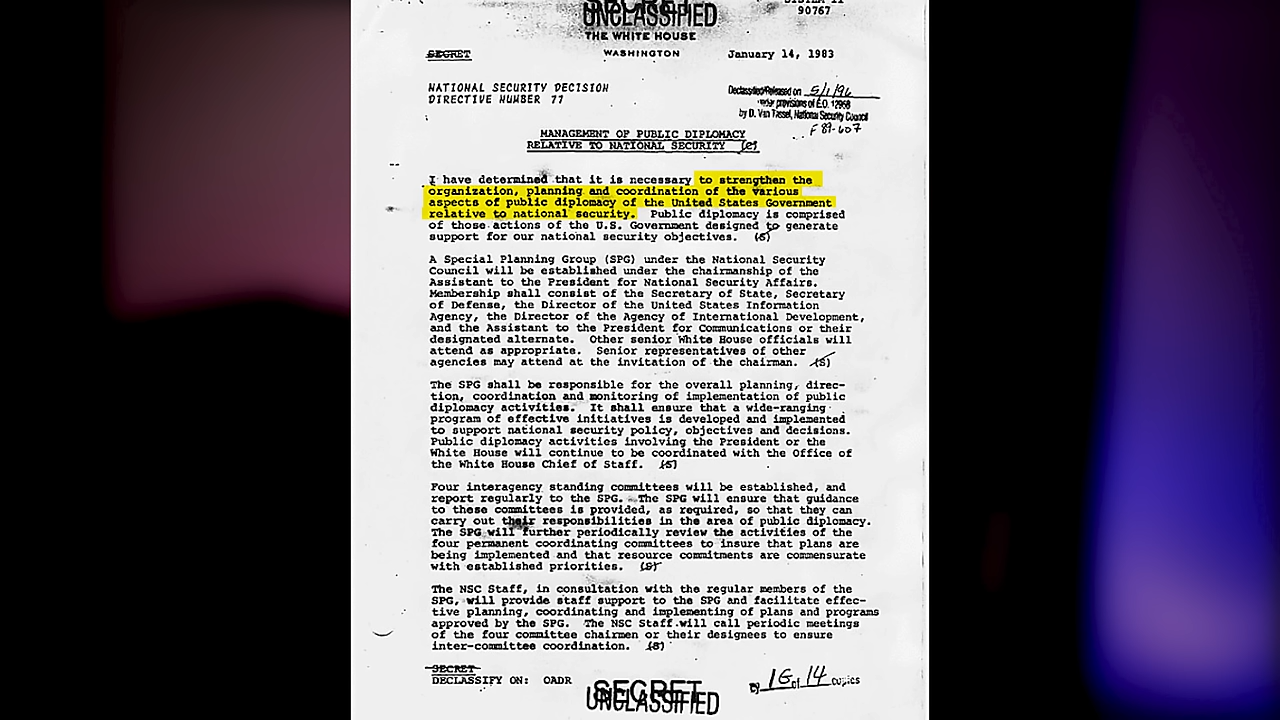 SECRET
UNCLASSIFIED
SYSTEM II
90767
THE WHITE HOUSE
SECRET
WASHINGTON
January 14, 1983
NATIONAL SECURITY DECISION
DIRECTIVE NUMBER 77
Declassified/Released on 5/1/96
under provisions of E.O. 12958
by D. Van Tassel, National Security Council
F89-607
MANAGEMENT OF PUBLIC DIPLOMACY
RELATIVE TO NATIONAL SECURITY
I have determined that it is necessary to strengthen the
organization, planning and coordination of the various
aspects of public diplomacy of the United States Government
relative to national security. Public diplomacy is comprised
of those actions of the U.S. Government designed to generate
support for our national security objectives. (S)
A Special Planning Group (SPG) under the National Security
Council will be established under the chairmanship of the
Assistant to the President for National Security Affairs.
Membership shall consist of the Secretary of State, Secretary
of Defense, the Director of the United States Information
Agency, the Director of the Agency of International Development,
and the Assistant to the President for Communications or their
designated alternate. Other senior White House officials will
attend as appropriate. Senior representatives of other
agencies may attend at the invitation of the chairman. (S)
The SPG shall be responsible for the overall planning, direc-
tion, coordination and monitoring of implementation of public
diplomacy activities. It shall ensure that a wide-ranging
program of effective initiatives is developed and implemented
to support national security policy, objectives and decisions.
Public diplomacy activities involving the President or the
White House will continue to be coordinated with the Office of
the White House Chief of Staff. (S)
Four interagency standing committees will be established, and
report regularly to the SPG. The SPG will ensure that guidance
to these committees is provided, as required, so that they can
carry out their responsibilities in the area of public diplomacy.
The SPG will further periodically review the activities of the
four permanent coordinating committees to insure that plans are
being implemented and that resource commitments are commensurate
with established priorities. (S)
The NSC Staff, in consultation with the regular members of the
SPG, will provide staff support to the SPG and facilitate effec-
tive planning, coordinating and implementing of plans and programs
approved by the SPG. The NSC Staff will call periodic meetings
of the four committee chairmen or their designees to ensure
inter-committee coordination. (S)
SECRET
DECLASSIFY ON: OADR
SECRET
UNCLASSIFIED
of 14 copies